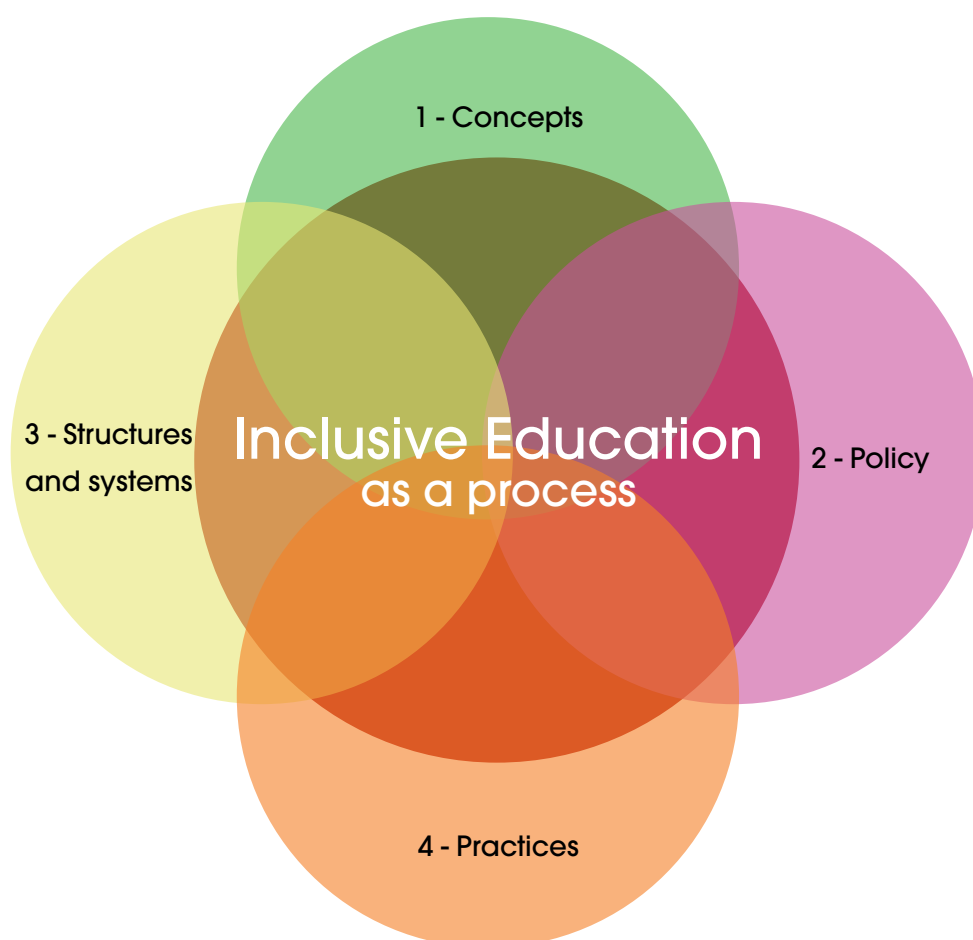 1 - Concepts
3 - Structures
and systems
Inclusive Education
as a process
2 - Policy
4 - Practices